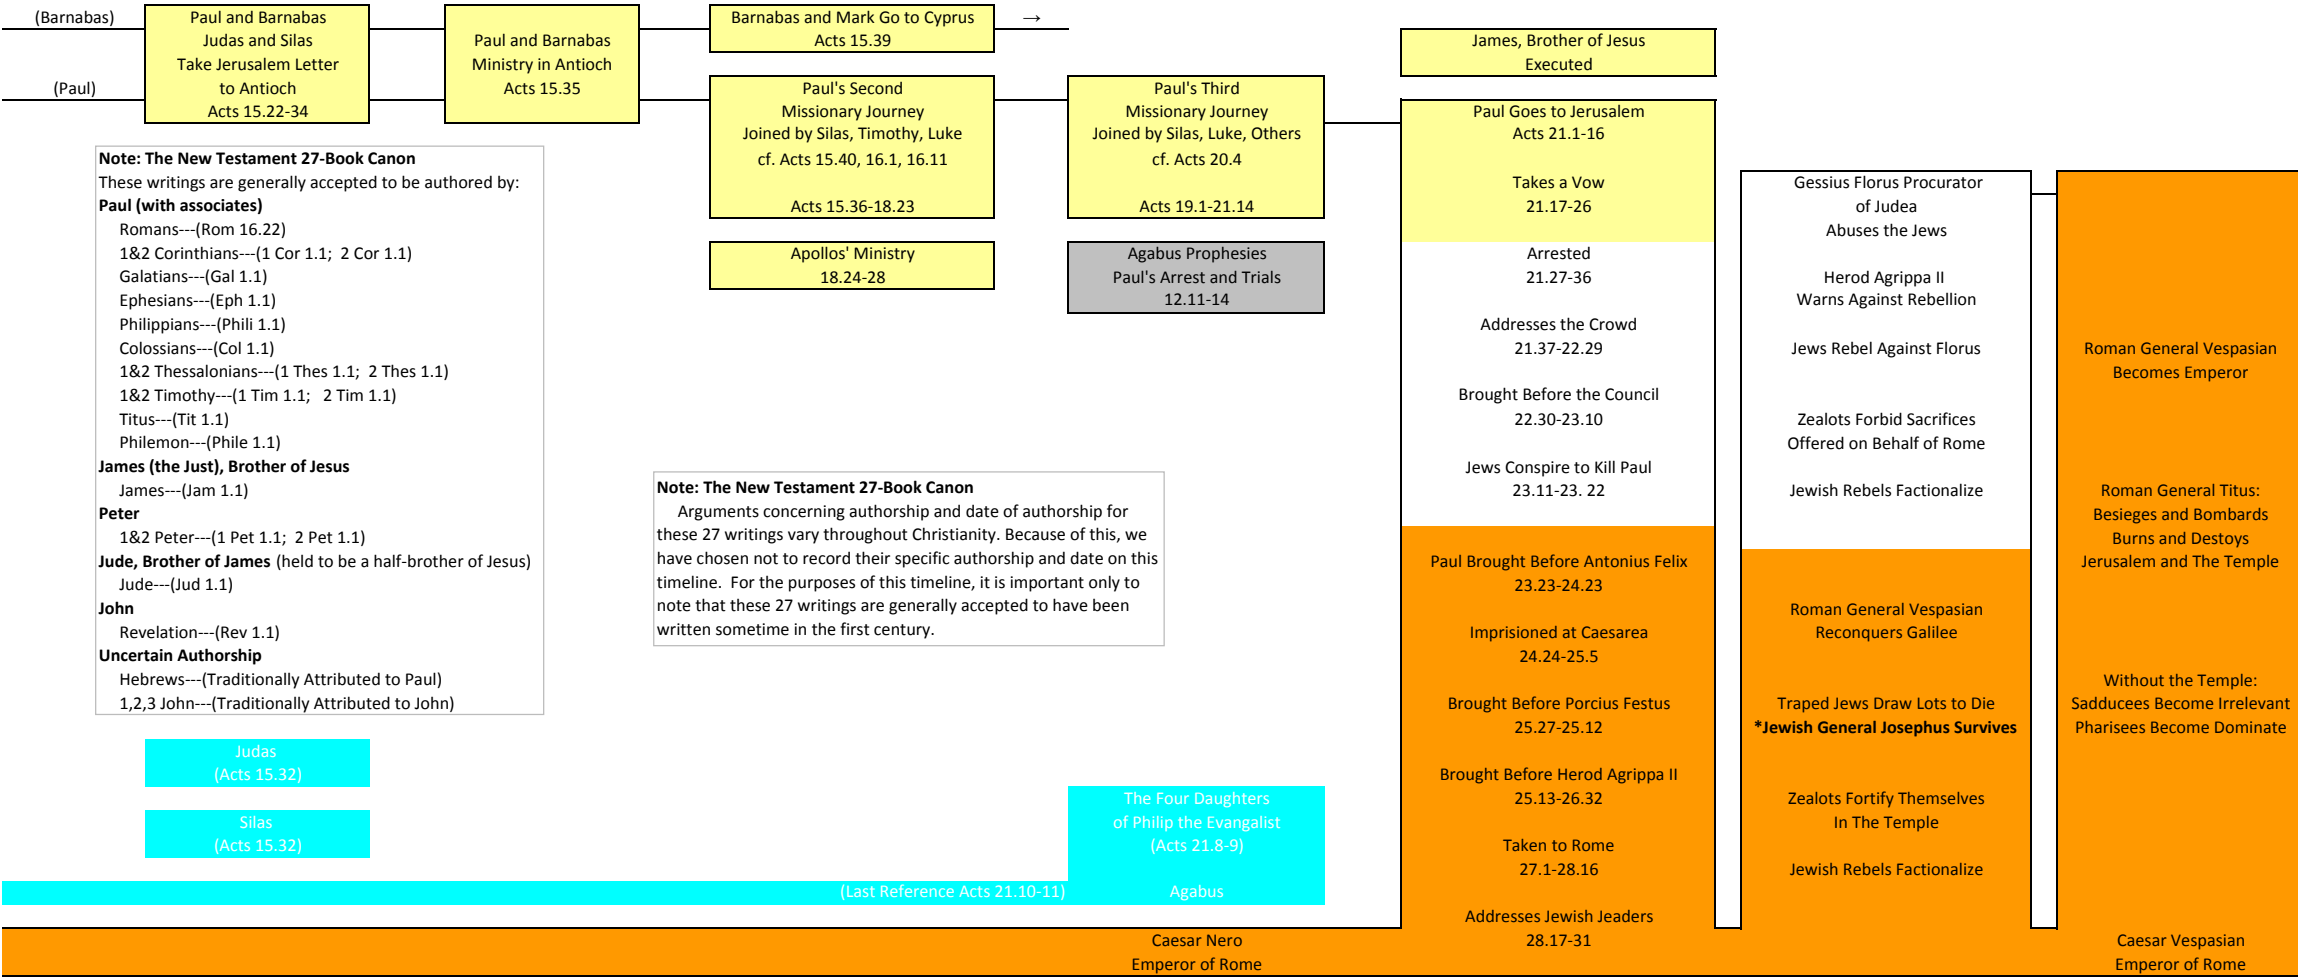 (Barnabas)
(Paul)
Paul and Barnabas
Judas and Silas
Take Jerusalem Letter
to Antioch
Acts 15.22-34
Paul and Barnabas
Ministry in Antioch
Acts 15.35
Barnabas and Mark Go to Cyprus
Acts 15.39
→
Paul's Second
Missionary Journey
Joined by Silas, Timothy, Luke
cf. Acts 15.40, 16.1, 16.11
Acts 15.36-18.23
Apollos' Ministry
18.24-28
Paul's Third
Missionary Journey
Joined by Silas, Luke, Others
cf. Acts 20.4
Acts 19.1-21.14
Agabus Prophesies
Paul's Arrest and Trials
12.11-14
James, Brother of Jesus
Executed
Paul Goes to Jerusalem
Acts 21.1-16
Takes a Vow
21.17-26
Arrested
21.27-36
Addresses the Crowd
21.37-22.29
Brought Before the Council
22.30-23.10
Jews Conspire to Kill Paul
23.11-23. 22
Paul Brought Before Antonius Felix
23.23-24.23
Imprisioned at Caesarea
24.24-25.5
Brought Before Porcius Festus
25.27-25.12
Brought Before Herod Agrippa II
25.13-26.32
Taken to Rome
27.1-28.16
Addresses Jewish Jeaders
28.17-31
Gessius Florus Procurator
of Judea
Abuses the Jews
Herod Agrippa II
Warns Against Rebellion
Jews Rebel Against Florus
Zealots Forbid Sacrifices
Offered on Behalf of Rome
Jewish Rebels Factionalize
Roman General Vespasian
Reconquers Galilee
Traped Jews Draw Lots to Die
*Jewish General Josephus Survives
Zealots Fortify Themselves
In The Temple
Jewish Rebels Factionalize
Roman General Vespasian
Becomes Emperor
Roman General Titus:
Besieges and Bombards
Burns and Destoys
Jerusalem and The Temple
Without the Temple:
Sadducees Become Irrelevant
Pharisees Become Dominate
Note: The New Testament 27-Book Canon
These writings are generally accepted to be authored by:
Paul (with associates)
Romans---(Rom 16.22)
1&2 Corinthians---(1 Cor 1.1;  2 Cor 1.1)
Galatians---(Gal 1.1)
Ephesians---(Eph 1.1)
Philippians---(Phili 1.1)
Colossians---(Col 1.1)
1&2 Thessalonians---(1 Thes 1.1;  2 Thes 1.1)
1&2 Timothy---(1 Tim 1.1;   2 Tim 1.1)
Titus---(Tit 1.1)
Philemon---(Phile 1.1)
James (the Just), Brother of Jesus
James---(Jam 1.1)
Peter
1&2 Peter---(1 Pet 1.1;  2 Pet 1.1)
Jude, Brother of James (held to be a half-brother of Jesus)
Jude---(Jud 1.1)
John
Revelation---(Rev 1.1)
Uncertain Authorship
Hebrews---(Traditionally Attributed to Paul)
1,2,3 John---(Traditionally Attributed to John)
Note: The New Testament 27-Book Canon
Arguments concerning authorship and date of authorship for
these 27 writings vary throughout Christianity. Because of this, we
have chosen not to record their specific authorship and date on this
timeline.  For the purposes of this timeline, it is important only to
note that these 27 writings are generally accepted to have been
written sometime in the first century.
Judas
(Acts 15.32)
Silas
(Acts 15.32)
The Four Daughters
of Philip the Evangalist
(Acts 21.8-9)
(Last Reference Acts 21.10-11)
Agabus
Caesar Nero
Emperor of Rome
Caesar Vespasian
Emperor of Rome